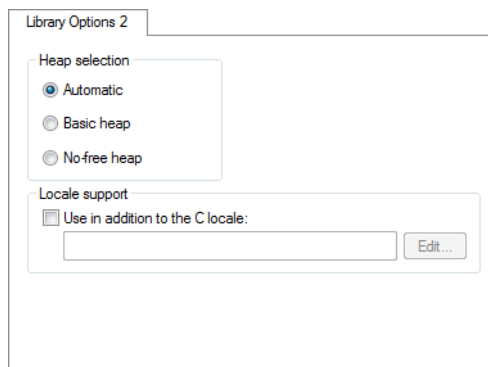 Library Options 2
Heap selection
Automatic
Basic heap
No-free heap
Locale support
Use in addition to the C locale:
Edit...